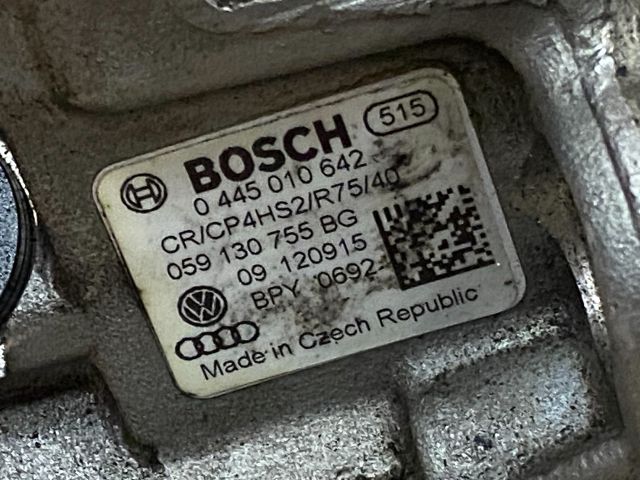 BOSCH 515
0 445 010 642
CR/CP4HS2/R75/40
059 130 755 BG
09 120915
BPY 0692-
Made in Czech Republic